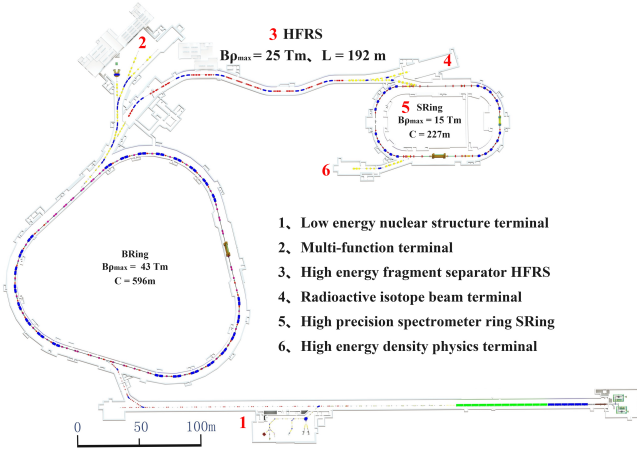 3 HFRS
Bρmax = 25 Tm、L = 192 m
2
4
5 SRing
Bρmax = 15 Tm
C = 227m
6
BRing
Bρmax = 43 Tm
C = 596m
1、Low energy nuclear structure terminal
2、Multi-function terminal
3、High energy fragment separator HFRS
4、Radioactive isotope beam terminal
5、High precision spectrometer ring SRing
6、High energy density physics terminal
1
0 50 100m